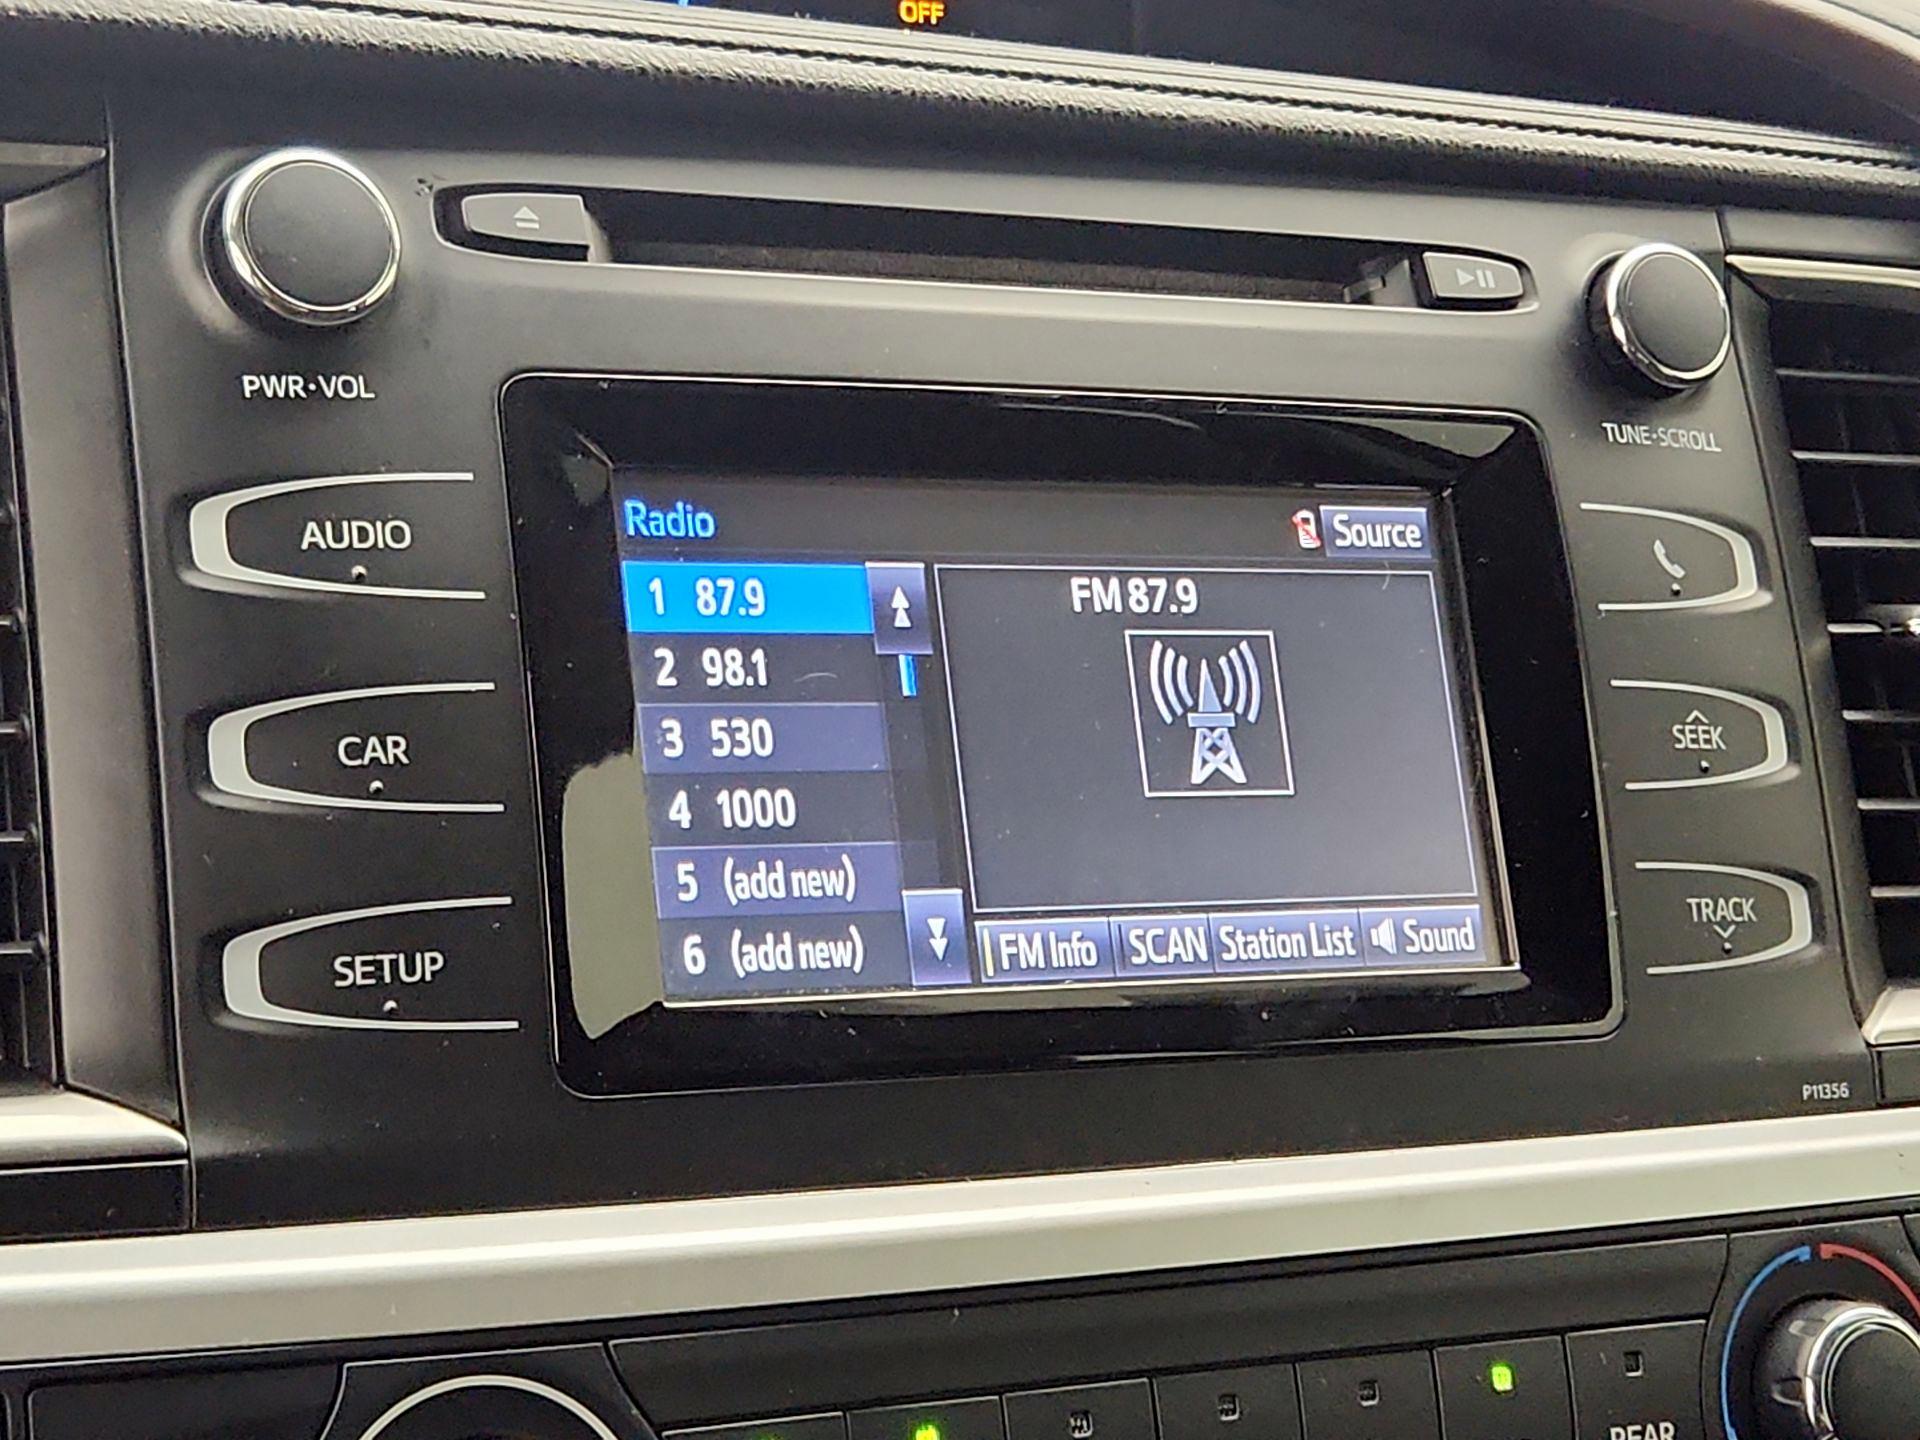 OFF
PWR•VOL
TUNE•SCROLL
AUDIO
CAR
SETUP
Radio
Source
1 87.9
2 98.1
3 530
4 1000
5 (add new)
6 (add new)
FM 87.9
FM Info
SCAN
Station List
Sound
SEEK
TRACK
P11356
REAR